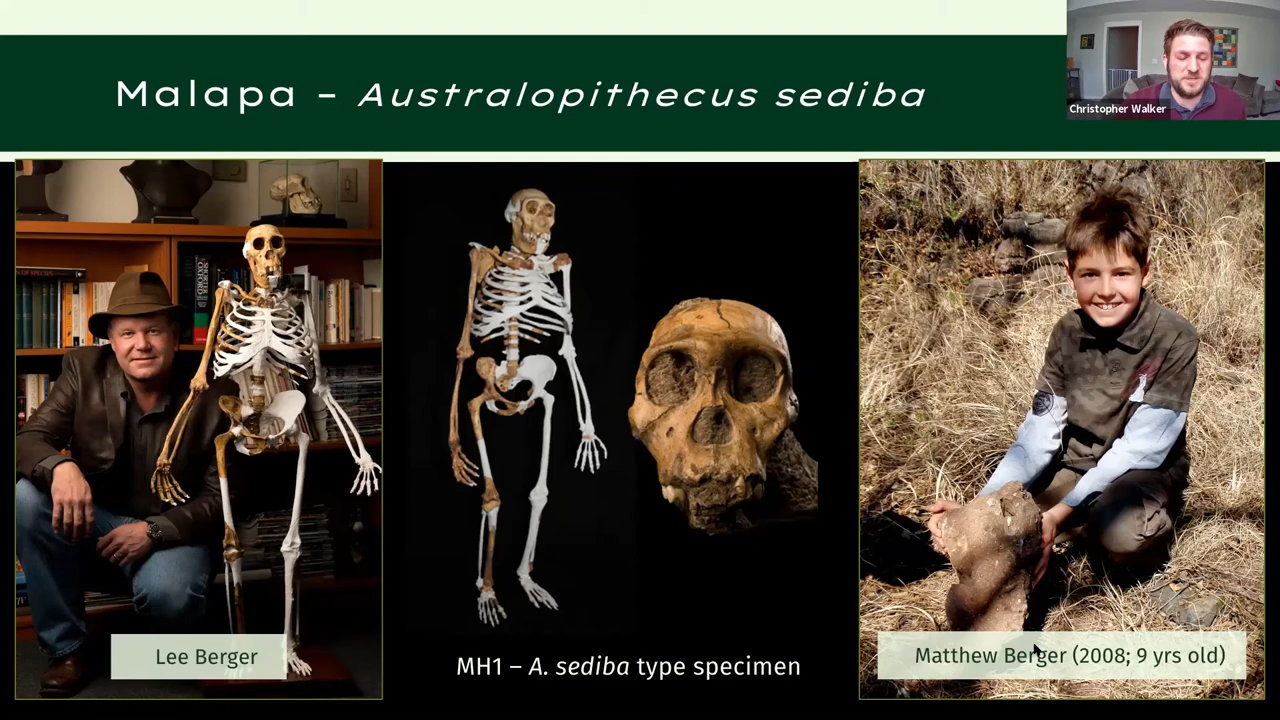 Malapa – Australopithecus sediba
Christopher Walker
Lee Berger
MH1 – A. sediba type specimen
Matthew Berger (2008; 9 yrs old)